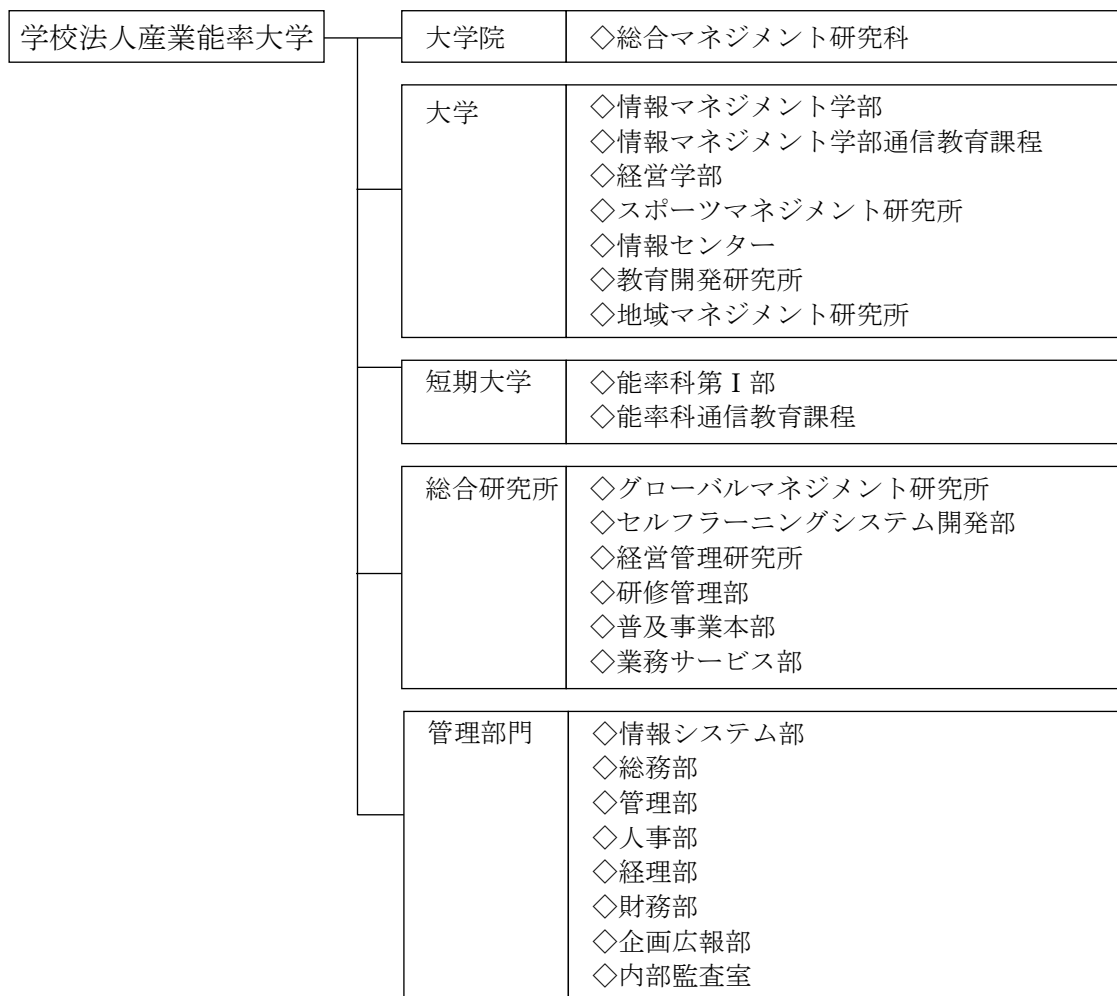 学校法人産業能率大学
大学院
◇総合マネジメント研究科
大学
◇情報マネジメント学部
◇情報マネジメント学部通信教育課程
◇経営学部
◇スポーツマネジメント研究所
◇情報センター
◇教育開発研究所
◇地域マネジメント研究所
短期大学
◇能率科第Ⅰ部
◇能率科通信教育課程
総合研究所
◇グローバルマネジメント研究所
◇セルフラーニングシステム開発部
◇経営管理研究所
◇研修管理部
◇普及事業本部
◇業務サービス部
管理部門
◇情報システム部
◇総務部
◇管理部
◇人事部
◇経理部
◇財務部
◇企画広報部
◇内部監査室